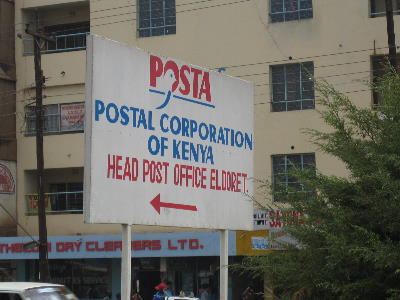 POSTA
POSTAL CORPORATION
OF KENYA
HEAD POST OFFICE ELDORET.
DRY CLEANERS LTD.